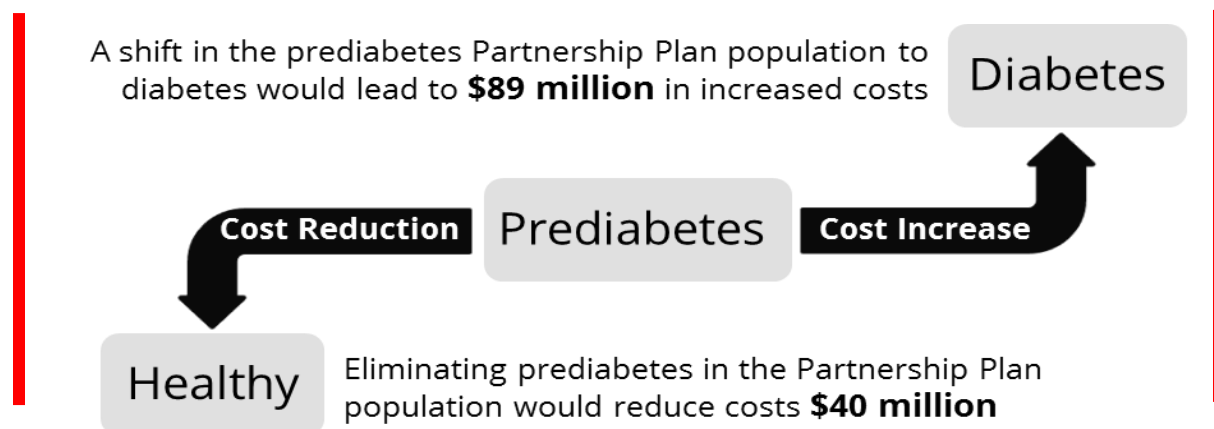 A shift in the prediabetes Partnership Plan population to
diabetes would lead to $89 million in increased costs
Diabetes
Cost Reduction
Prediabetes
Cost Increase
Healthy
Eliminating prediabetes in the Partnership Plan
population would reduce costs $40 million